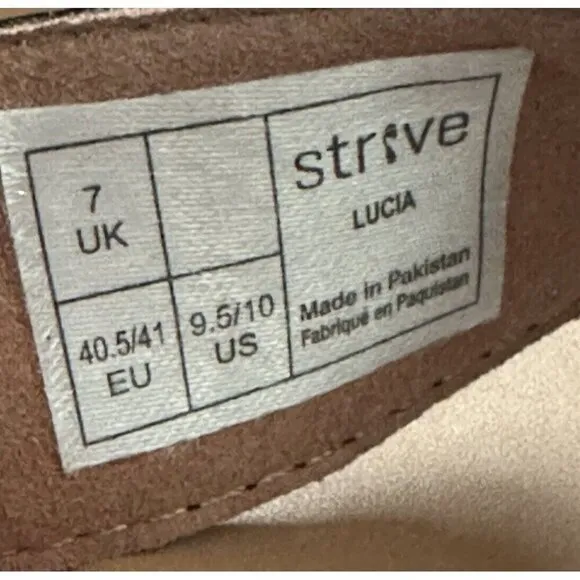 7
UK
40.5/41
EU
9.5/10
US
strive
LUCIA
Made in Pakistan
Fabriqué en Paquistan